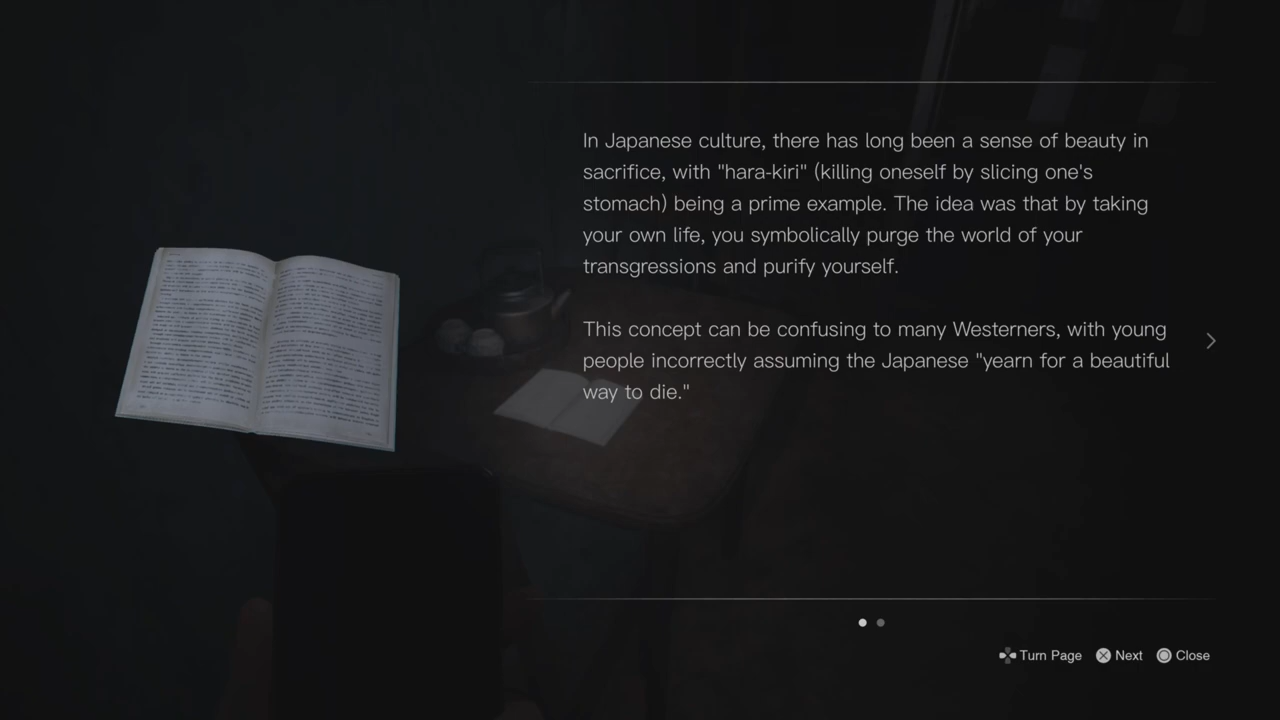 In Japanese culture, there has long been a sense of beauty in
sacrifice, with "hara-kiri" (killing oneself by slicing one's
stomach) being a prime example. The idea was that by taking
your own life, you symbolically purge the world of your
transgressions and purify yourself.
This concept can be confusing to many Westerners, with young
people incorrectly assuming the Japanese "yearn for a beautiful
way to die."
Turn Page Next Close